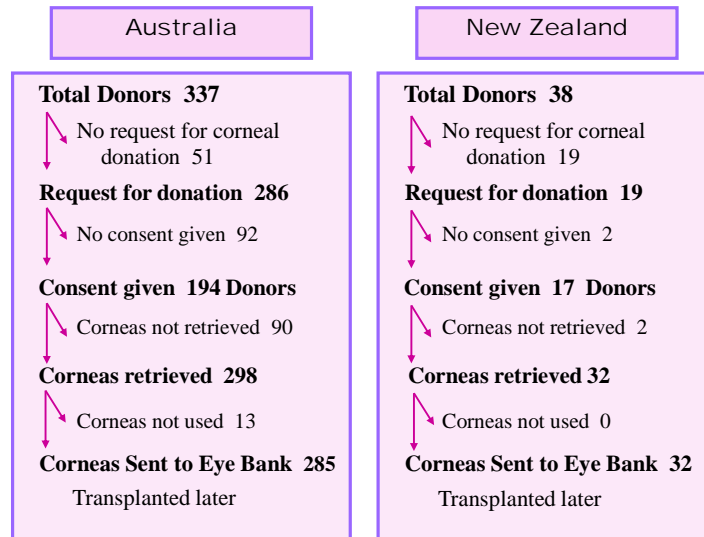 Australia
Total Donors 337
No request for corneal
donation 51
Request for donation 286
No consent given 92
Consent given 194 Donors
Corneas not retrieved 90
Corneas retrieved 298
Corneas not used 13
Corneas Sent to Eye Bank 285
Transplanted later
New Zealand
Total Donors 38
No request for corneal
donation 19
Request for donation 19
No consent given 2
Consent given 17 Donors
Corneas not retrieved 2
Corneas retrieved 32
Corneas not used 0
Corneas Sent to Eye Bank 32
Transplanted later